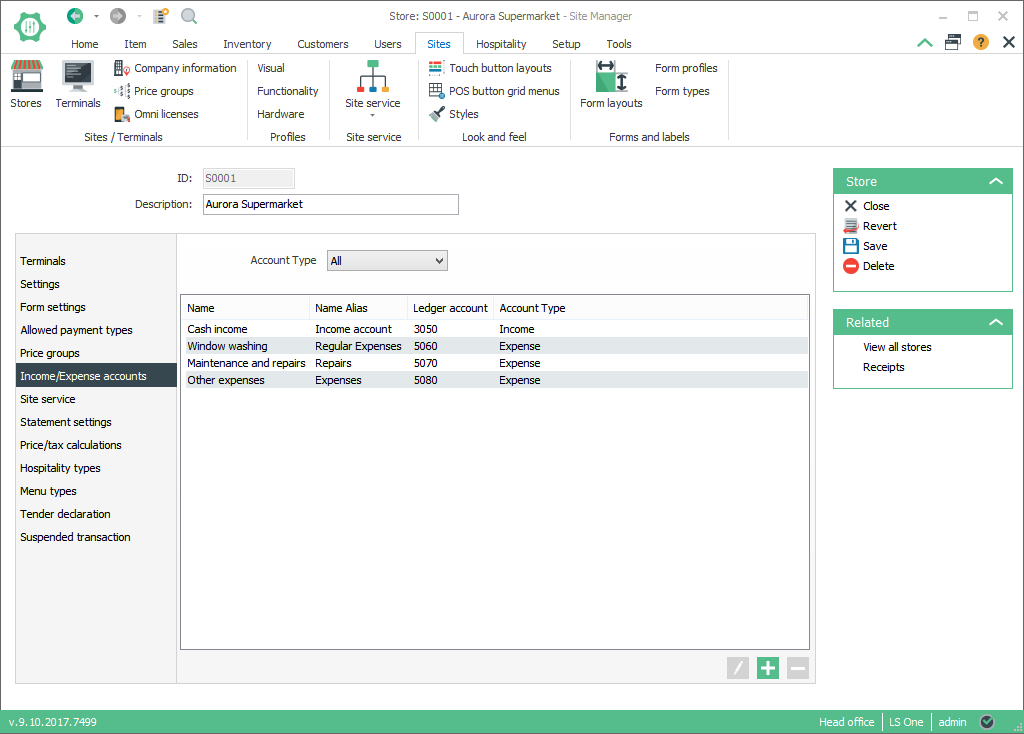 Store: S0001 - Aurora Supermarket - Site Manager
Home Item Sales Inventory Customers Users Sites Hospitality Setup Tools
Stores
Terminals
Company information
Price groups
Omni licenses
Sites / Terminals
Visual
Functionality
Hardware
Profiles
Site service
Site service
Touch button layouts
POS button grid menus
Styles
Look and feel
Form layouts
Form profiles
Form types
Forms and labels
ID: S0001
Description: Aurora Supermarket
Terminals
Settings
Form settings
Allowed payment types
Price groups
Income/Expense accounts
Site service
Statement settings
Price/tax calculations
Hospitality types
Menu types
Tender declaration
Suspended transaction
Account Type All
Name Name Alias Ledger account Account Type
Cash income Income account 3050 Income
Window washing Regular Expenses 5060 Expense
Maintenance and repairs Repairs 5070 Expense
Other expenses Expenses 5080 Expense
Store
Close
Revert
Save
Delete
Related
View all stores
Receipts
v.9.10.2017.7499
Head office LS One admin